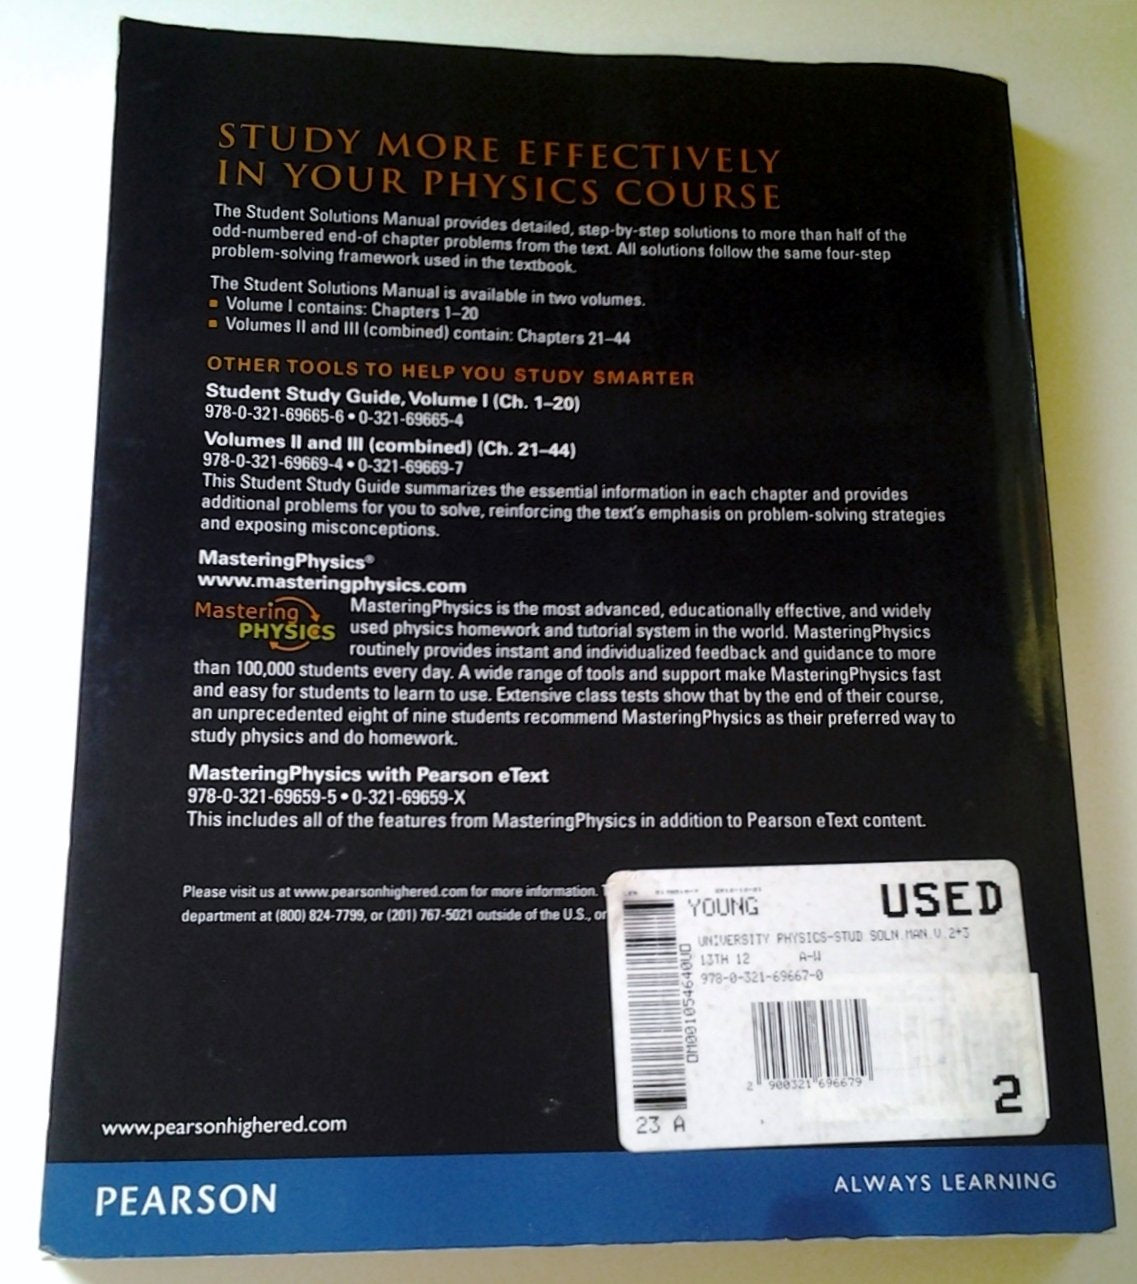 STUDY MORE EFFECTIVELY
IN YOUR PHYSICS COURSE
The Student Solutions Manual provides detailed, step-by-step solutions to more than half of the
odd-numbered end-of chapter problems from the text. All solutions follow the same four-step
problem-solving framework used in the textbook.
The Student Solutions Manual is available in two volumes.
Volume I contains: Chapters 1–20
Volumes II and III (combined) contain: Chapters 21–44
OTHER TOOLS TO HELP YOU STUDY SMARTER
Student Study Guide, Volume I (Ch. 1–20)
978-0-321-69665-6 • 0-321-69665-4
Volumes II and III (combined) (Ch. 21–44)
978-0-321-69669-4 • 0-321-69669-7
This Student Study Guide summarizes the essential information in each chapter and provides
additional problems for you to solve, reinforcing the text's emphasis on problem-solving strategies
and exposing misconceptions.
MasteringPhysics®
www.masteringphysics.com
Mastering
PHYSICS
MasteringPhysics is the most advanced, educationally effective, and widely
used physics homework and tutorial system in the world. MasteringPhysics
routinely provides instant and individualized feedback and guidance to more
than 100,000 students every day. A wide range of tools and support make MasteringPhysics fast
and easy for students to learn to use. Extensive class tests show that by the end of their course,
an unprecedented eight of nine students recommend MasteringPhysics as their preferred way to
study physics and do homework.
MasteringPhysics with Pearson eText
978-0-321-69659-5 • 0-321-69659-X
This includes all of the features from MasteringPhysics in addition to Pearson eText content.
Please visit us at www.pearsonhighered.com for more information.
department at (800) 824-7799, or (201) 767-5021 outside of the U.S., or
YOUNG
USED
UNIVERSITY PHYSICS-STUD SOLN.MAN.V.2+3
13TH 12 A-W
978-0-321-69667-0
DM001054640UO
2 900321 696679
23 A
2
www.pearsonhighered.com
PEARSON
ALWAYS LEARNING